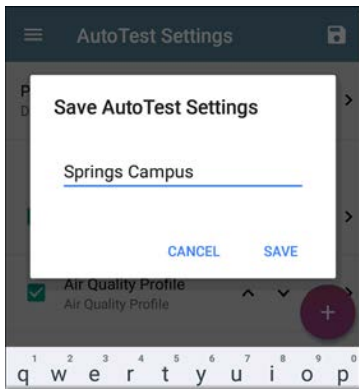 AutoTest Settings
P
D
Save AutoTest Settings
Springs Campus
CANCEL SAVE
Air Quality Profile
Air Quality Profile
1 2 3 4 5 6 7 8 9 0
q w e r t y u i o p